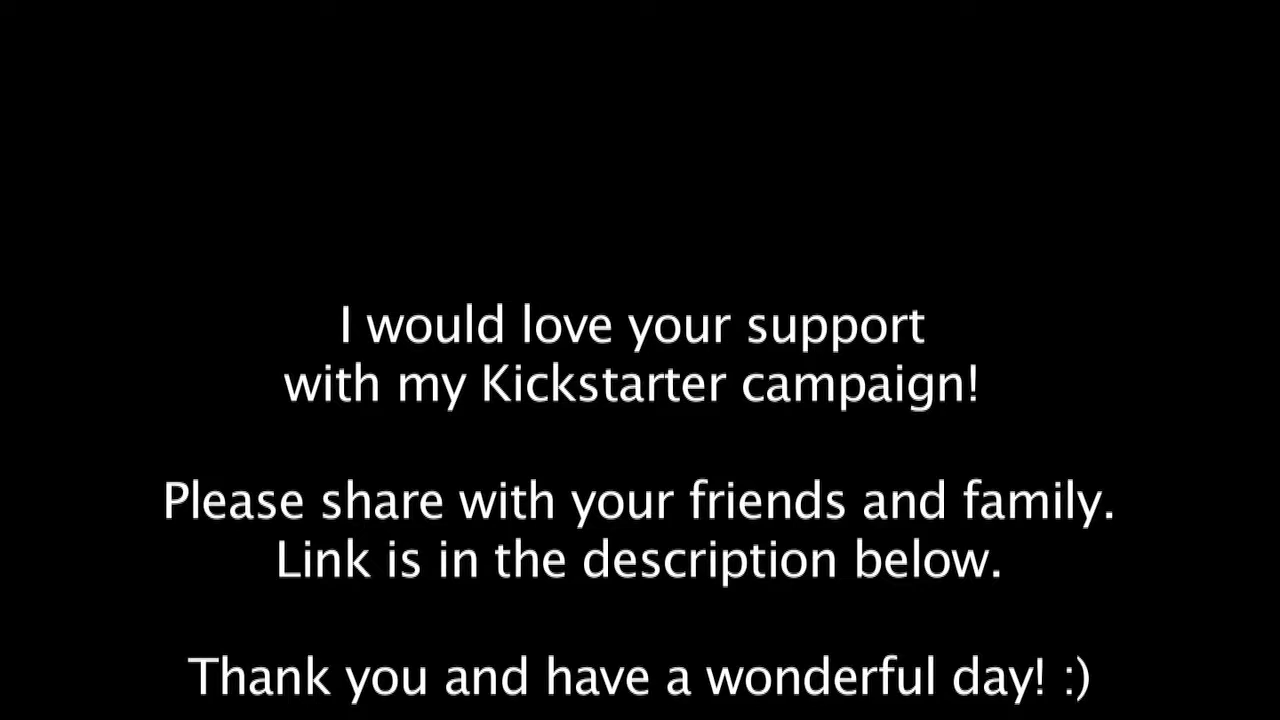 I would love your support
with my Kickstarter campaign!
Please share with your friends and family.
Link is in the description below.
Thank you and have a wonderful day! :)